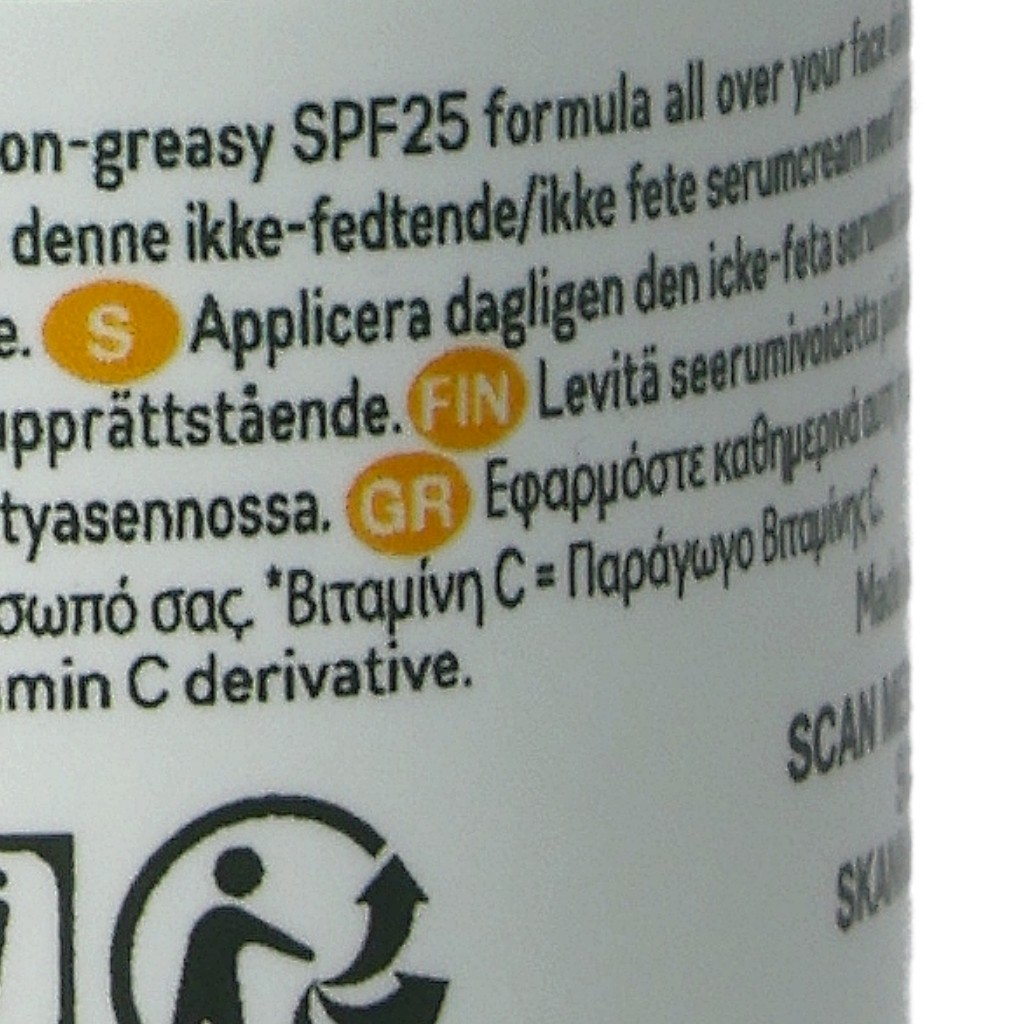 on-greasy SPF25 formula all over your face
denne ikke-fedtende/ikke fete serumcream med
e. S Applicera dagligen den icke-feta
upprättstående. FIN Levitä seerumivoidetta
tyasennossa. GR Εφαρμόστε καθημερινά
σωπό σας. *Βιταμίνη C = Παράγωγο Βιταμίνης C
min C derivative.
SCAN